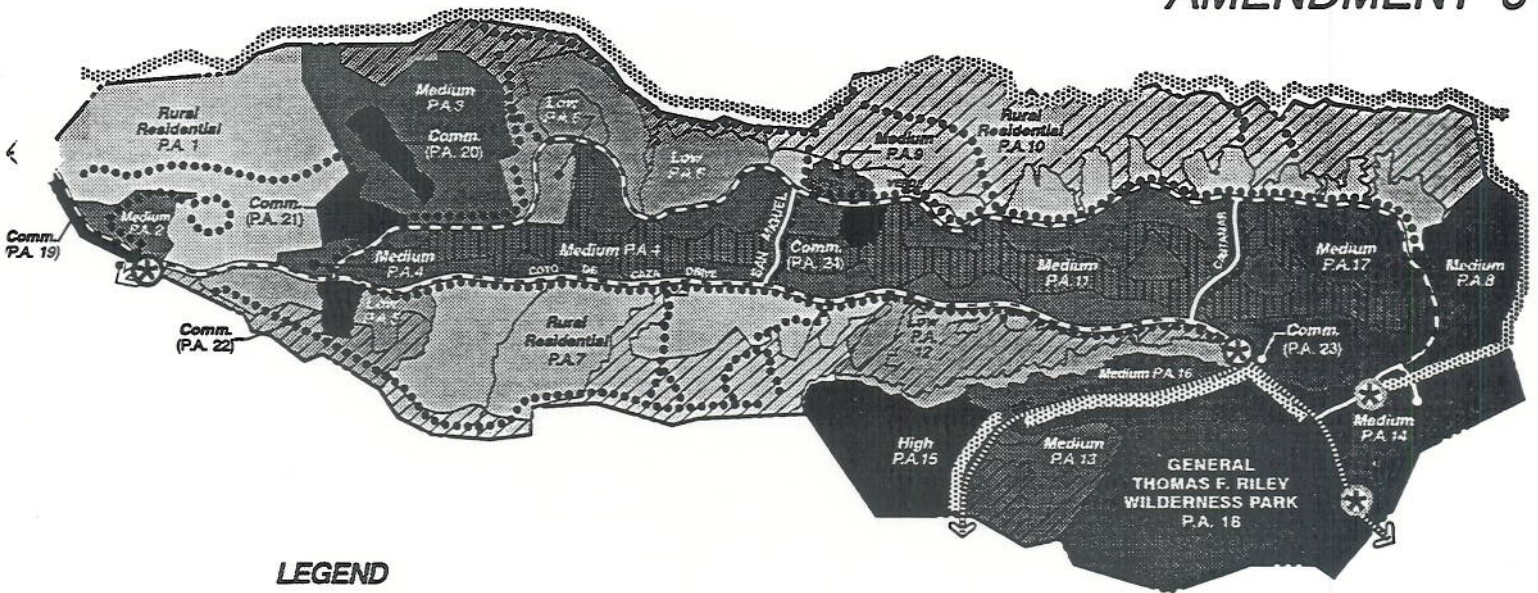 AMENDMENT
Rural
Residential
P.A. 1
Medium
P.A.3
Comm.
(P.A. 20)
Low
Low
Medium
P.A.9
Rural
Residential
P.A.10
Medium
P.A. 2
Comm.
(P.A. 21)
Comm.
(P.A. 19)
Medium
P.A.4
Medium P.A 4
COTO DE CAZA DRIVE
SAN MIGUEL
Comm.
(P.A. 24)
Medium
P.A.11
Medium
P.A.17
Medium
P.A.8
Low
P.A.5
Comm.
(P.A. 22)
Rural
Residential
P.A.7
Low
P.A.
12
Comm.
(P.A. 23)
Medium P.A.16
High
P.A.15
Medium
P.A 13
Medium
P.A.14
GENERAL
THOMAS F. RILEY
WILDERNESS PARK
P.A. 18
LEGEND